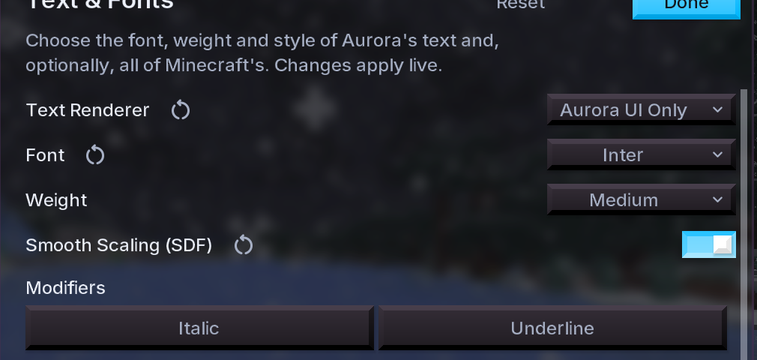 Text & Fonts
Reset
Done
Choose the font, weight and style of Aurora's text and,
optionally, all of Minecraft's. Changes apply live.
Text Renderer
Aurora UI Only
Font
Inter
Weight
Medium
Smooth Scaling (SDF)
Modifiers
Italic
Underline